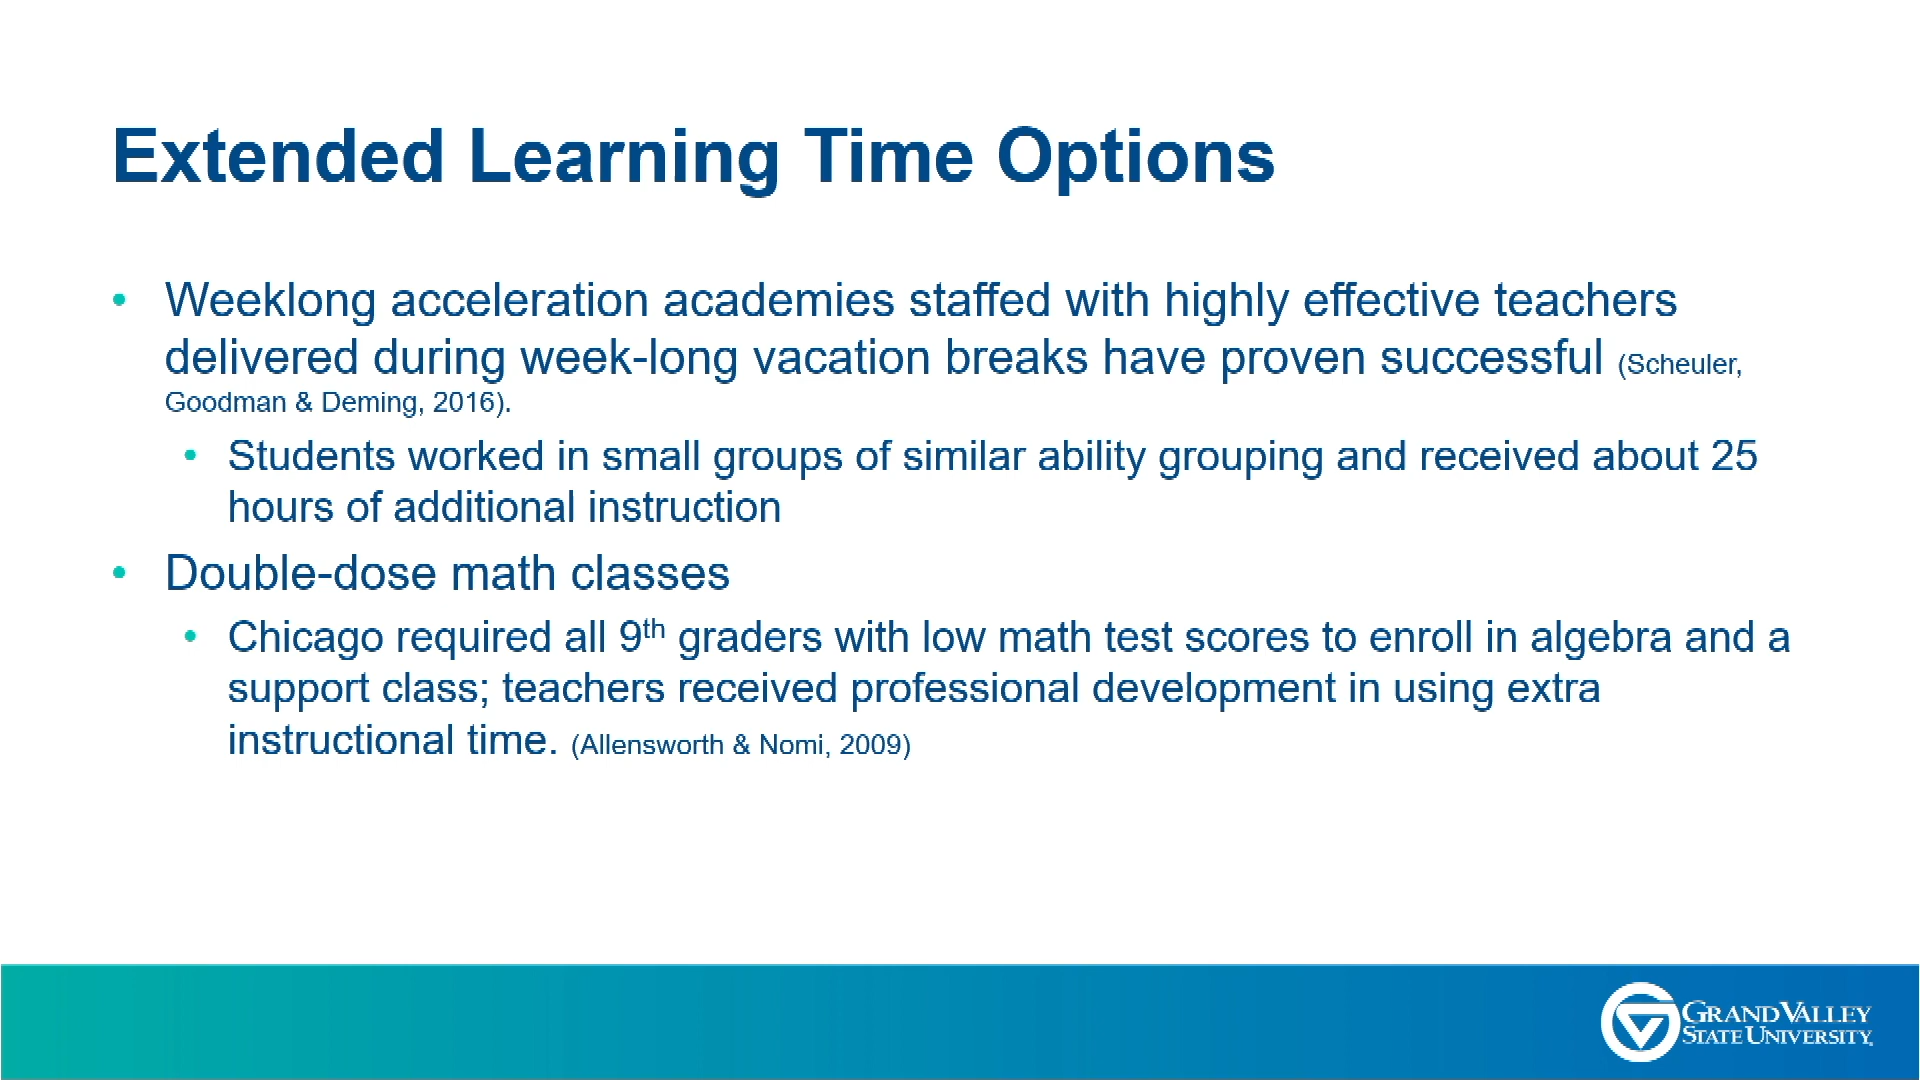 Extended Learning Time Options
• Weeklong acceleration academies staffed with highly effective teachers
delivered during week-long vacation breaks have proven successful (Scheuler,
Goodman & Deming, 2016).
• Students worked in small groups of similar ability grouping and received about 25
hours of additional instruction
• Double-dose math classes
• Chicago required all 9th graders with low math test scores to enroll in algebra and a
support class; teachers received professional development in using extra
instructional time. (Allensworth & Nomi, 2009)
GRAND VALLEY
STATE UNIVERSITY.